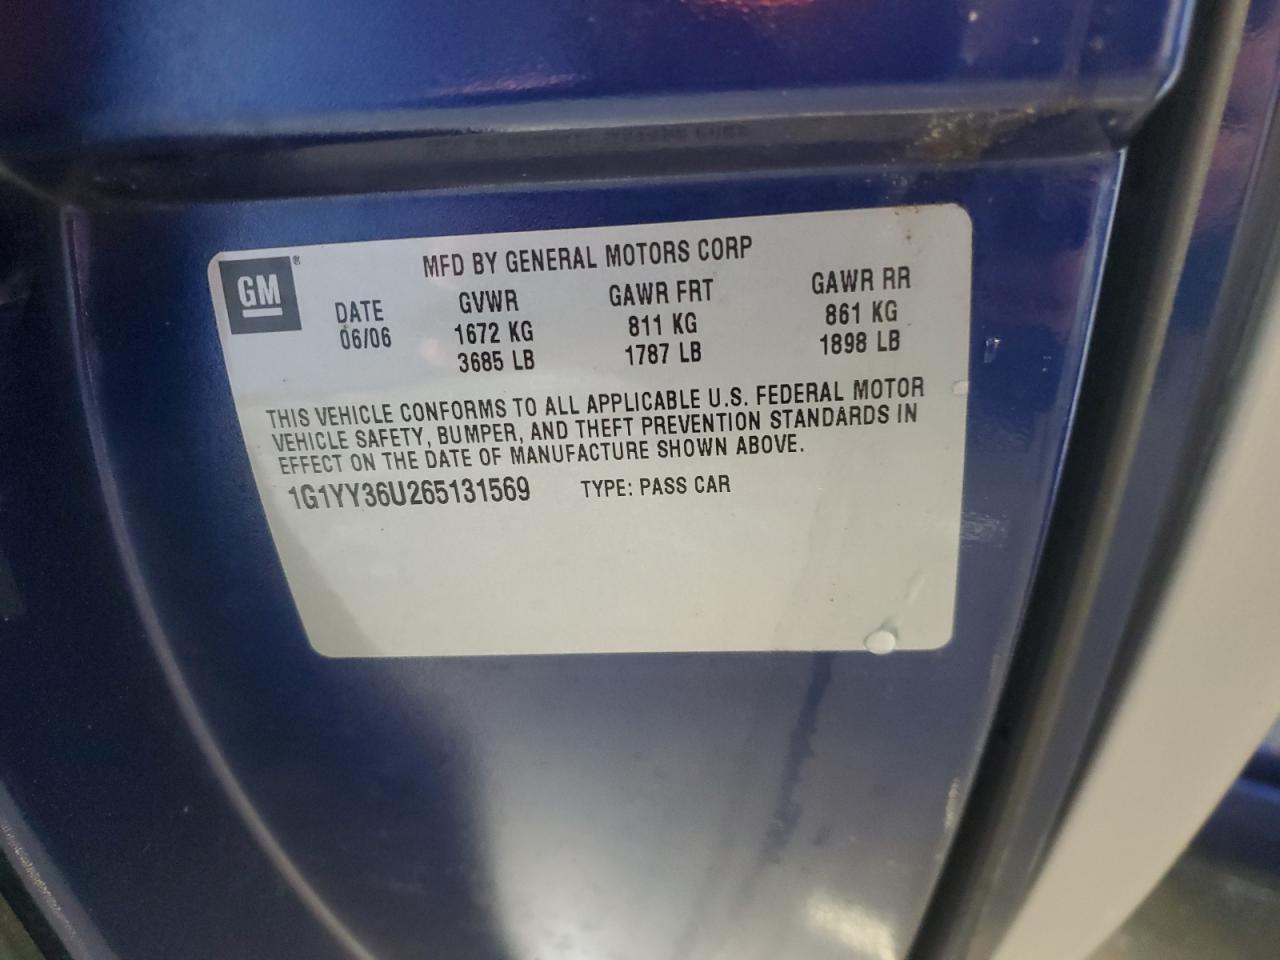 GM®
MFD BY GENERAL MOTORS CORP
DATE GVWR GAWR FRT GAWR RR
06/06 1672 KG 811 KG 861 KG
3685 LB 1787 LB 1898 LB
THIS VEHICLE CONFORMS TO ALL APPLICABLE U.S. FEDERAL MOTOR
VEHICLE SAFETY, BUMPER, AND THEFT PREVENTION STANDARDS IN
EFFECT ON THE DATE OF MANUFACTURE SHOWN ABOVE.
1G1YY36U265131569 TYPE: PASS CAR